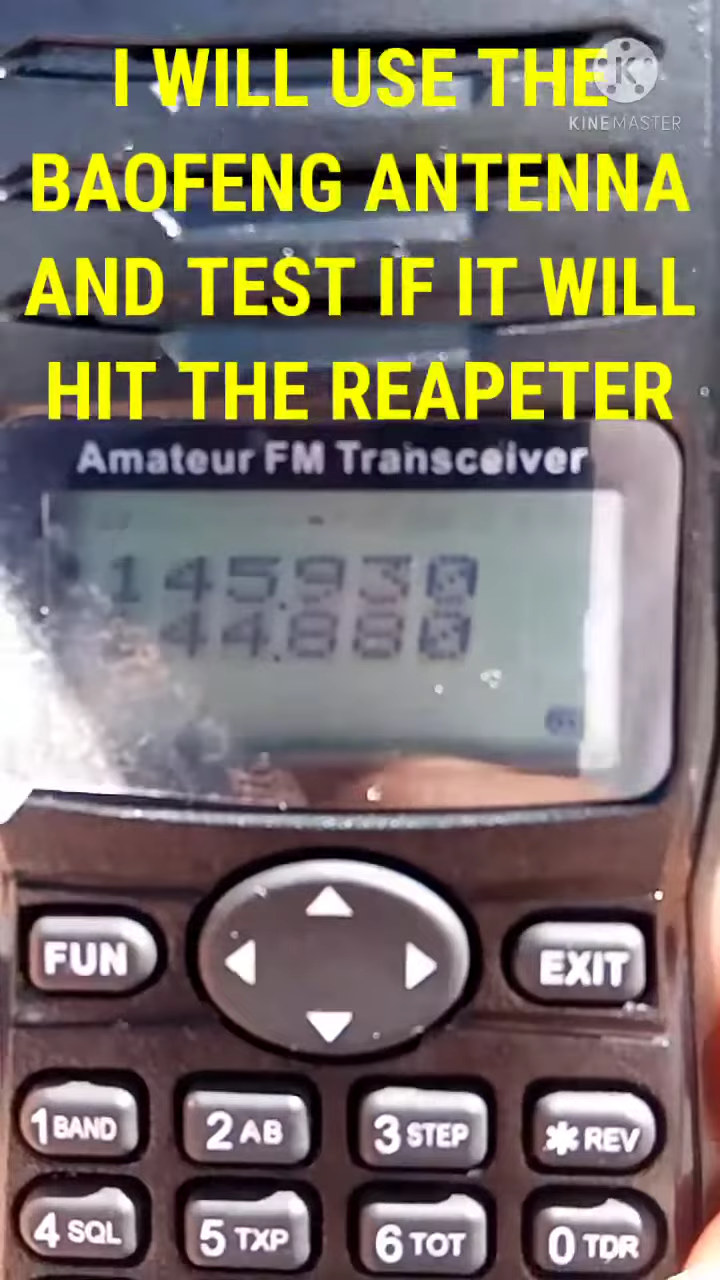 I WILL USE THE
KINEMASTER
BAOFENG ANTENNA
AND TEST IF IT WILL
HIT THE REAPETER
Amateur FM Transceiver
145.930
44.880
FUN
EXIT
1 BAND 2 AB 3 STEP * REV
4 SQL 5 TXP 6 TOT 0 TDR